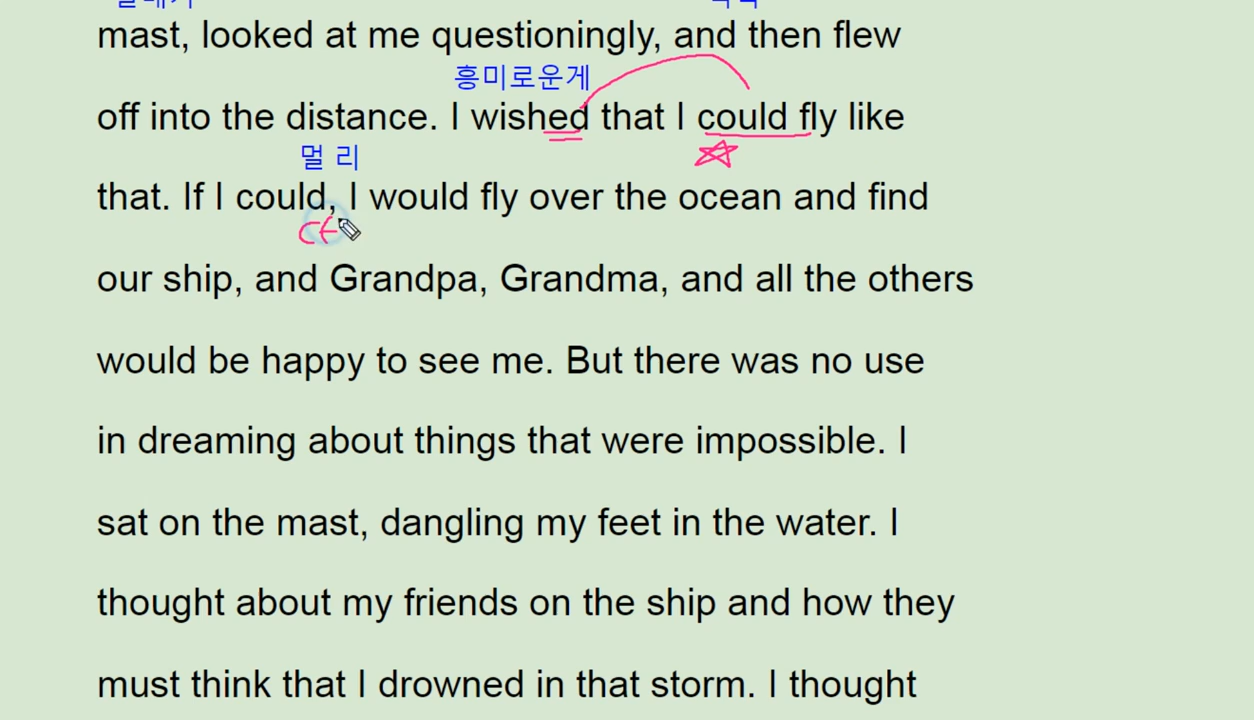 mast, looked at me questioningly, and then flew
흥미로운게
off into the distance. I wished that I could fly like
멀 리
that. If I could, I would fly over the ocean and find
our ship, and Grandpa, Grandma, and all the others
would be happy to see me. But there was no use
in dreaming about things that were impossible. I
sat on the mast, dangling my feet in the water. I
thought about my friends on the ship and how they
must think that I drowned in that storm. I thought